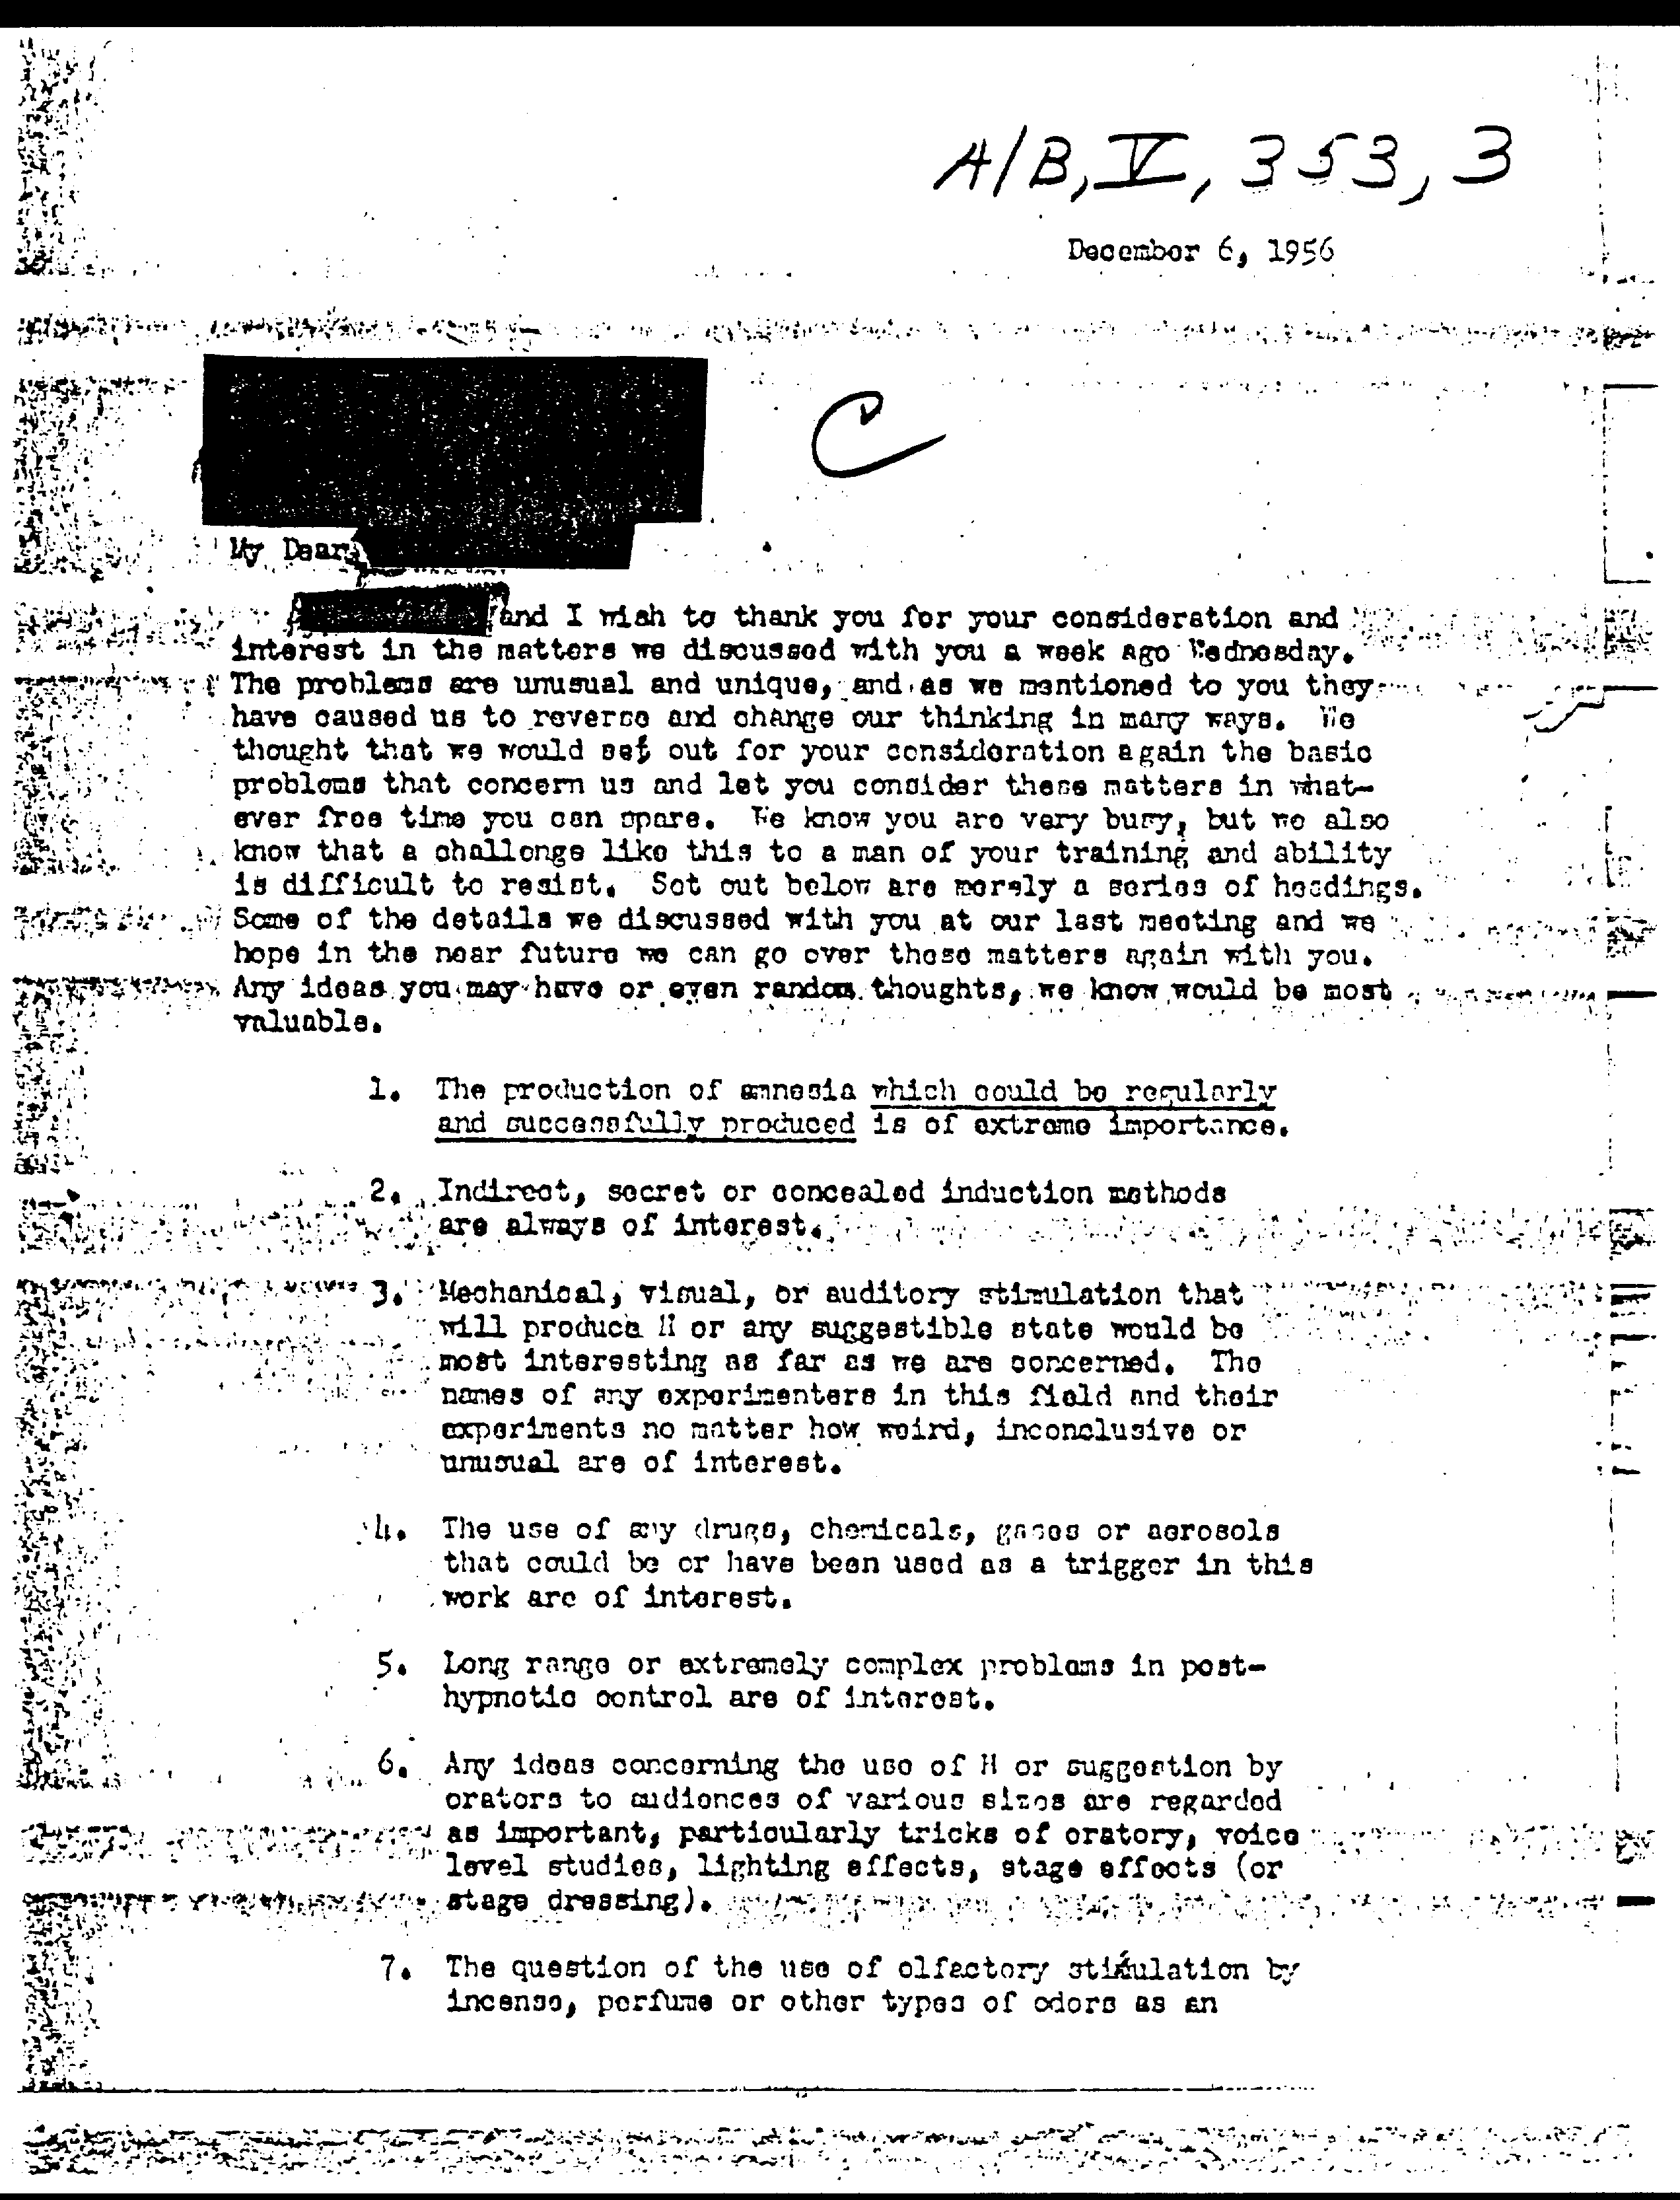 A/B, V, 353, 3
December 6, 1956
C
My Dear
and I wish to thank you for your consideration and
interest in the matters we discussed with you a week ago Wednesday.
The problems are unusual and unique, and as we mentioned to you they
have caused us to reverse and change our thinking in many ways. We
thought that we would set out for your consideration again the basic
problems that concern us and let you consider these matters in what-
ever free time you can spare. We know you are very busy, but we also
know that a challenge like this to a man of your training and ability
is difficult to resist. Set out below are merely a series of headings.
Some of the details we discussed with you at our last meeting and we
hope in the near future we can go over these matters again with you.
Any ideas you may have or even random thoughts, we know would be most
valuable.
1. The production of amnesia which could be regularly
and successfully produced is of extreme importance.
2. Indirect, secret or concealed induction methods
are always of interest.
3. Mechanical, visual, or auditory stimulation that
will produce H or any suggestible state would be
most interesting as far as we are concerned. The
names of any experimenters in this field and their
experiments no matter how weird, inconclusive or
unusual are of interest.
4. The use of any drugs, chemicals, gases or aerosols
that could be or have been used as a trigger in this
work are of interest.
5. Long range or extremely complex problems in post-
hypnotic control are of interest.
6. Any ideas concerning the use of H or suggestion by
orators to audiences of various sizes are regarded
as important, particularly tricks of oratory, voice
level studies, lighting effects, stage effects (or
stage dressing).
7. The question of the use of olfactory stimulation by
incense, perfume or other types of odors as an